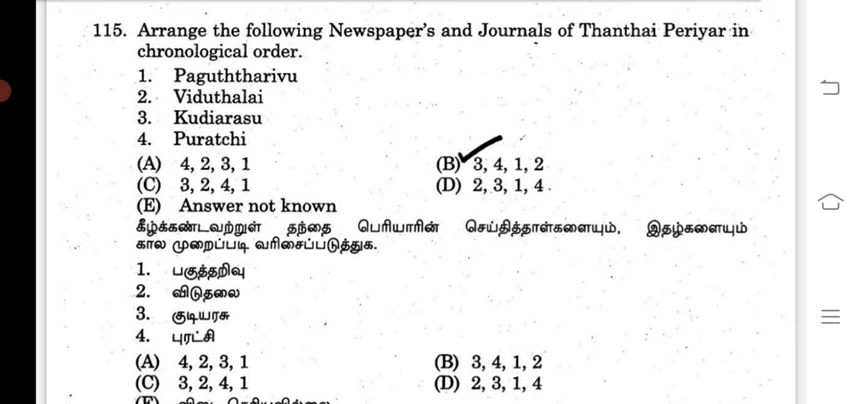 115. Arrange the following Newspaper's and Journals of Thanthai Periyar in
chronological order.
1. Paguththarivu
2. Viduthalai
3. Kudiarasu
4. Puratchi
(A) 4, 2, 3, 1 (B) 3, 4, 1, 2
(C) 3, 2, 4, 1 (D) 2, 3, 1, 4
(E) Answer not known
கீழ்க்கண்டவற்றுள் தந்தை பெரியாரின் செய்தித்தாள்களையும், இதழ்களையும்
கால முறைப்படி வரிசைப்படுத்துக.
1. பகுத்தறிவு
2. விடுதலை
3. குடியரசு
4. புரட்சி
(A) 4, 2, 3, 1 (B) 3, 4, 1, 2
(C) 3, 2, 4, 1 (D) 2, 3, 1, 4